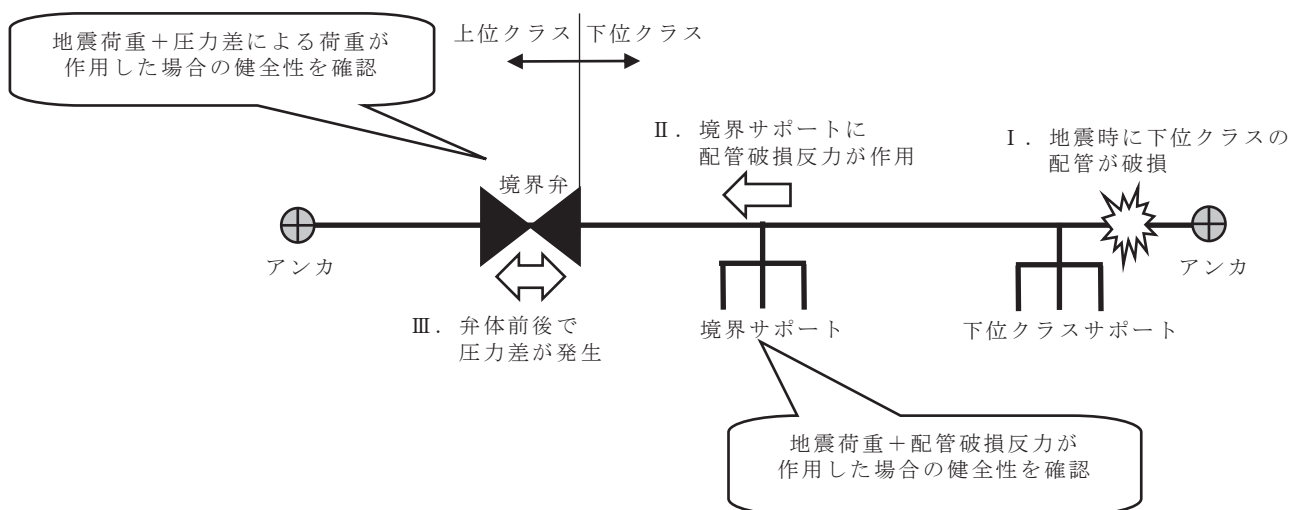 地震荷重＋圧力差による荷重が
作用した場合の健全性を確認
上位クラス 下位クラス
Ⅱ．境界サポートに
配管破損反力が作用
Ⅰ．地震時に下位クラスの
配管が破損
境界弁
アンカ
アンカ
Ⅲ．弁体前後で
圧力差が発生
境界サポート
下位クラスサポート
地震荷重＋配管破損反力が
作用した場合の健全性を確認